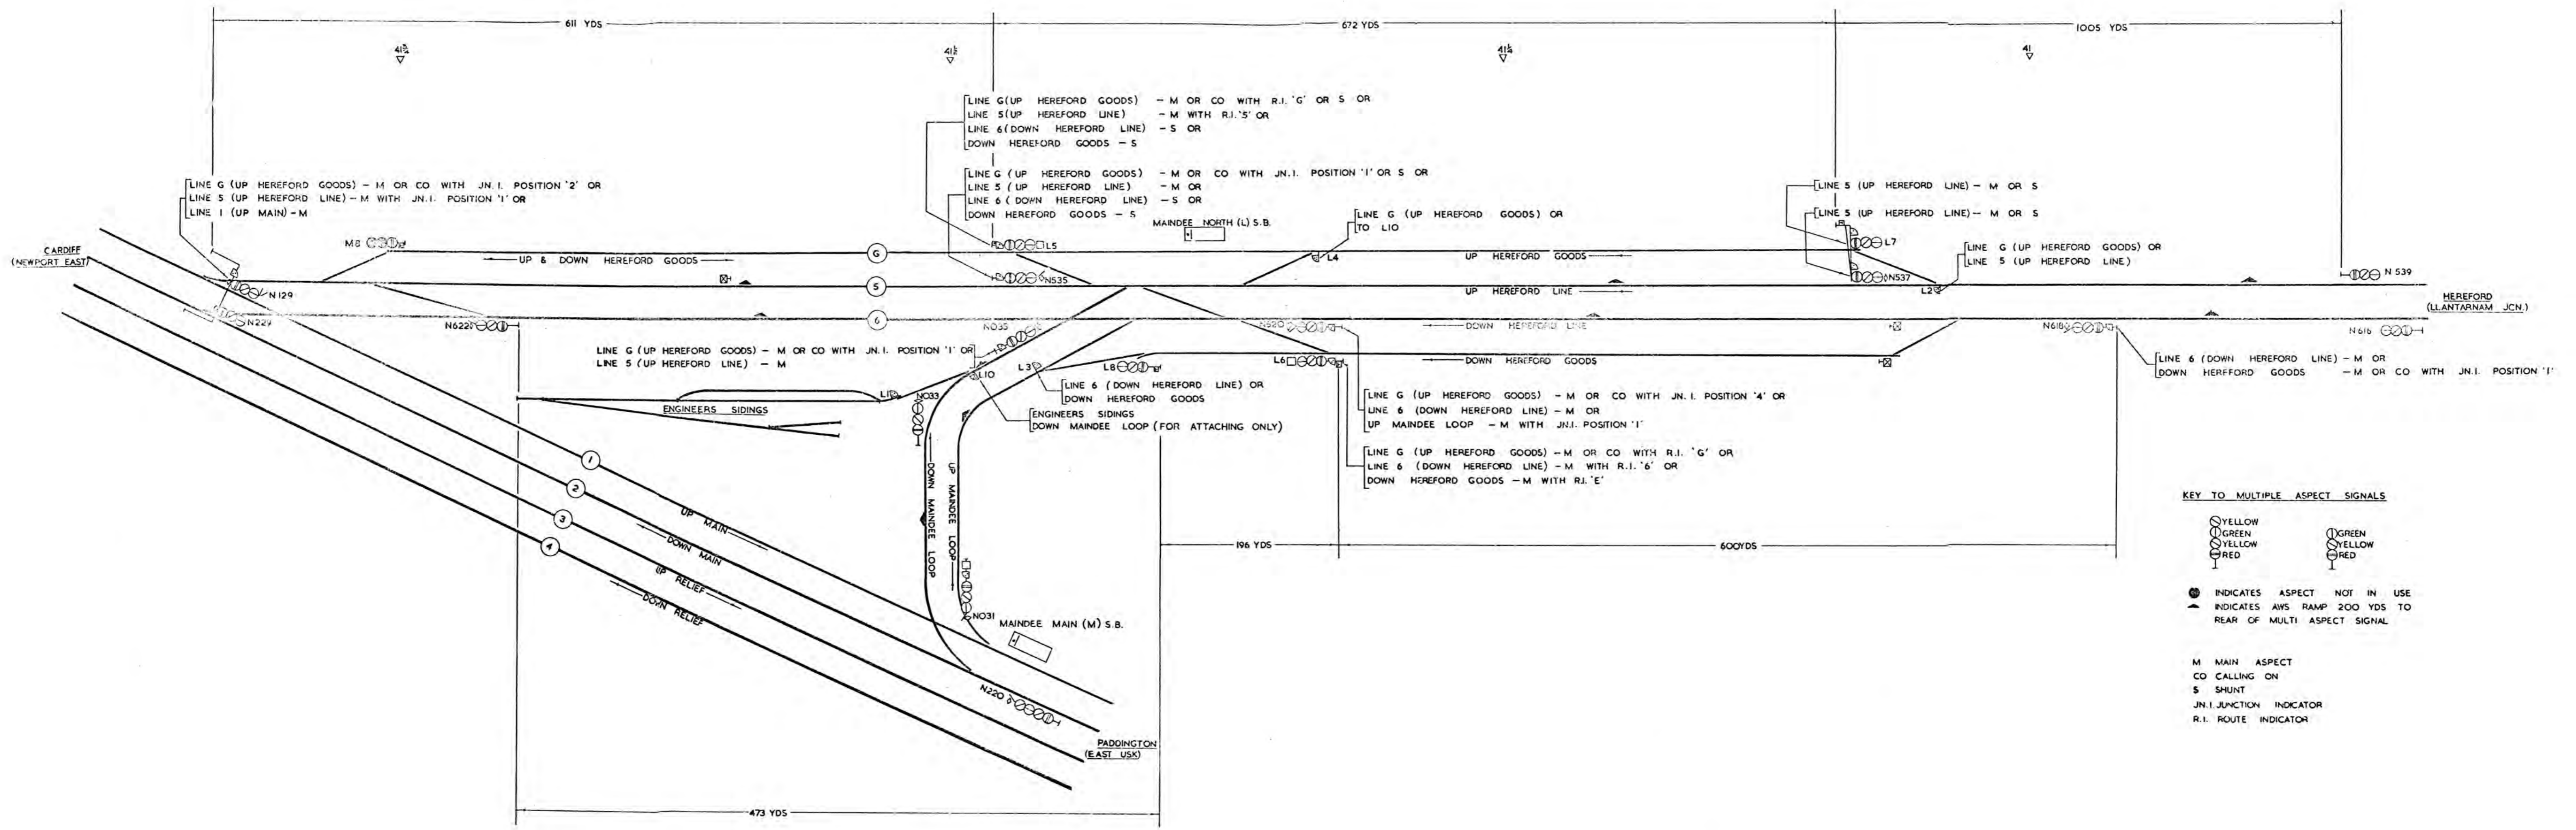 611 YDS
672 YDS
1005 YDS
41¾
41½
41¼
41
LINE G(UP HEREFORD GOODS) - M OR CO WITH R.I. 'G' OR S OR
LINE 5(UP HEREFORD LINE) - M WITH R.I. '5' OR
LINE 6(DOWN HEREFORD LINE) - S OR
DOWN HEREFORD GOODS - S
LINE G (UP HEREFORD GOODS) - M OR CO WITH JN.I. POSITION '1' OR S OR
LINE 5 (UP HEREFORD LINE) - M OR
LINE 6 (DOWN HEREFORD LINE) - S OR
DOWN HEREFORD GOODS - S
LINE G (UP HEREFORD GOODS) - M OR CO WITH JN.I. POSITION '2' OR
LINE 5 (UP HEREFORD LINE) - M WITH JN.I. POSITION '1' OR
LINE 1 (UP MAIN) - M
LINE 5 (UP HEREFORD LINE) - M OR S
LINE 5 (UP HEREFORD LINE) - M OR S
MAINDEE NORTH (L) S.B.
LINE G (UP HEREFORD GOODS) OR
TO L10
LINE G (UP HEREFORD GOODS) OR
LINE 5 (UP HEREFORD LINE)
CARDIFF
(NEWPORT EAST)
M8
L5
L4
L7
G
UP & DOWN HEREFORD GOODS
UP HEREFORD GOODS
N535
N537
N 539
N 129
5
UP HEREFORD LINE
L2
HEREFORD
(LLANTARNAM JCN.)
N229
N622
6
NO35
N620
DOWN HEREFORD LINE
N618
N616
LINE G (UP HEREFORD GOODS) - M OR CO WITH JN.I. POSITION '1' OR
LINE 5 (UP HEREFORD LINE) - M
L10
L3
L8
L6
DOWN HEREFORD GOODS
LINE 6 (DOWN HEREFORD LINE) - M OR
DOWN HEREFORD GOODS - M OR CO WITH JN.I. POSITION '1'
L1
NO33
ENGINEERS SIDINGS
LINE 6 (DOWN HEREFORD LINE) OR
DOWN HEREFORD GOODS
ENGINEERS SIDINGS
DOWN MAINDEE LOOP (FOR ATTACHING ONLY)
LINE G (UP HEREFORD GOODS) - M OR CO WITH JN.I. POSITION '4' OR
LINE 6 (DOWN HEREFORD LINE) - M OR
UP MAINDEE LOOP - M WITH JN.I. POSITION '1'
LINE G (UP HEREFORD GOODS) - M OR CO WITH R.I. 'G' OR
LINE 6 (DOWN HEREFORD LINE) - M WITH R.I. '6' OR
DOWN HEREFORD GOODS - M WITH R.I. 'E'
DOWN MAINDEE LOOP
UP MAINDEE LOOP
1
2
3
4
UP MAIN
DOWN MAIN
UP RELIEF
DOWN RELIEF
196 YDS
600YDS
NO31
MAINDEE MAIN (M) S.B.
N220
PADDINGTON
(EAST USK)
473 YDS
KEY TO MULTIPLE ASPECT SIGNALS
YELLOW
GREEN
YELLOW
RED
GREEN
YELLOW
RED
INDICATES ASPECT NOT IN USE
INDICATES AWS RAMP 200 YDS TO
REAR OF MULTI ASPECT SIGNAL
M MAIN ASPECT
CO CALLING ON
S SHUNT
JN.I. JUNCTION INDICATOR
R.I. ROUTE INDICATOR